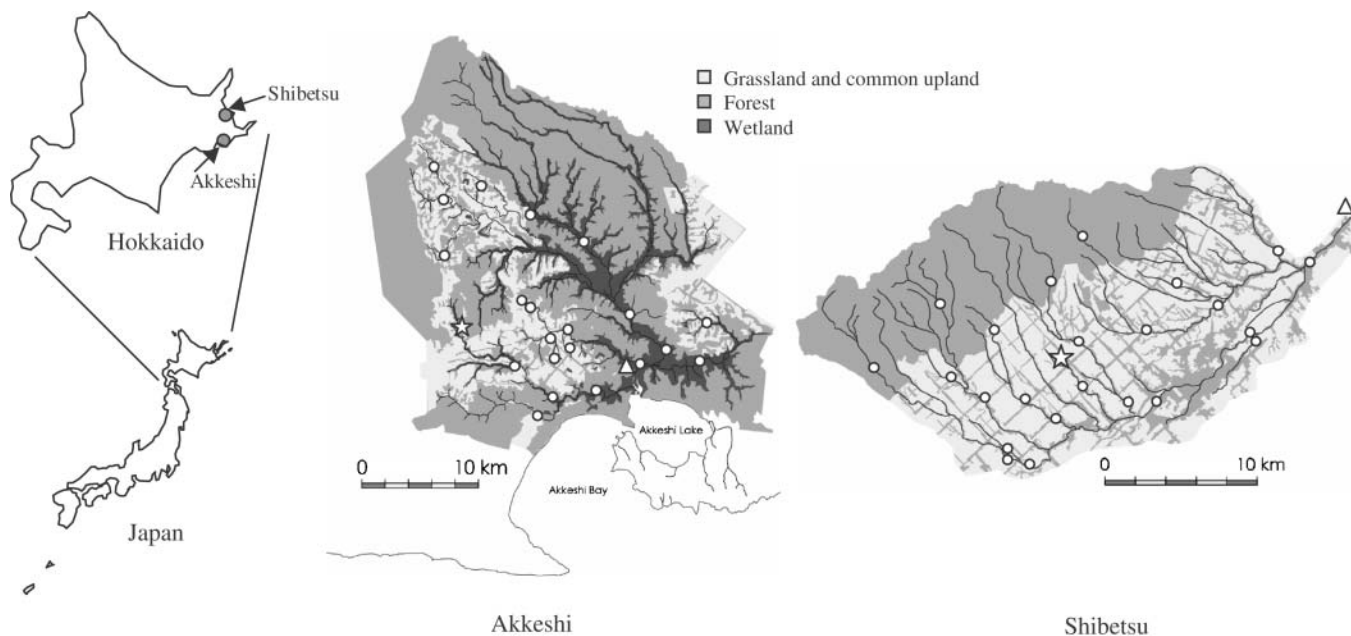 Shibetsu
Akkeshi
Hokkaido
Japan
Grassland and common upland
Forest
Wetland
0 10 km
Akkeshi Lake
Akkeshi Bay
Akkeshi
0 10 km
Shibetsu